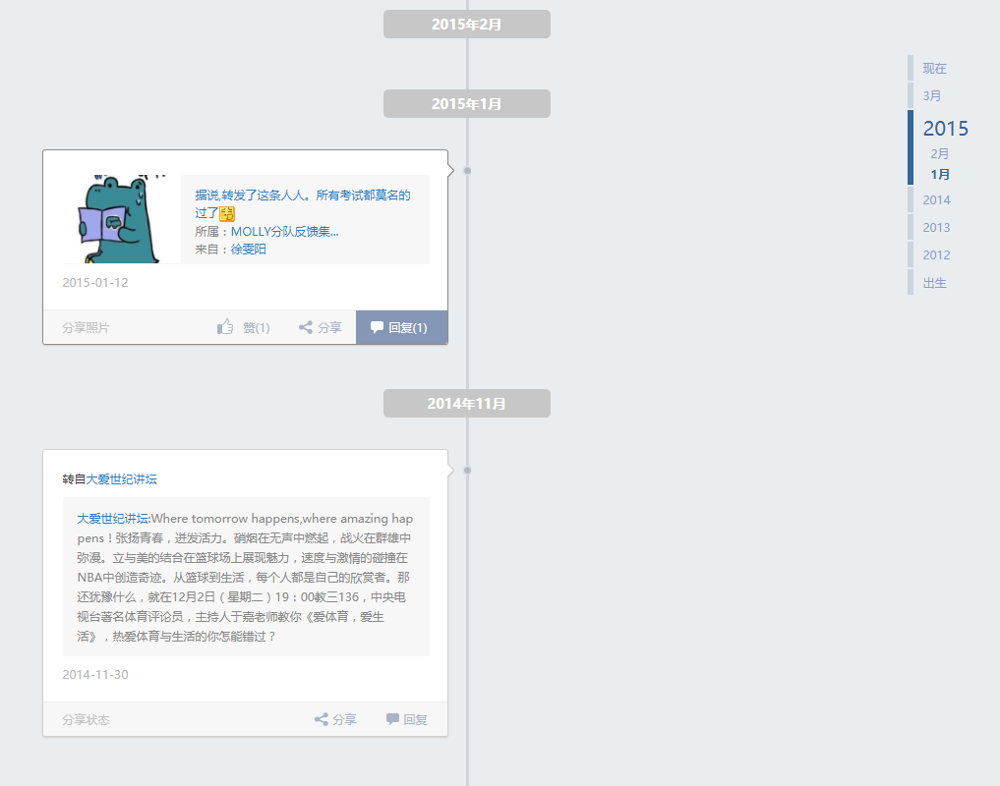 2015年2月
2015年1月
据说,转发了这条人人。所有考试都莫名的
过了
所属：MOLLY分队反馈集...
来自：徐雯阳
2015-01-12
分享照片
赞(1)
分享
回复(1)
2014年11月
转自大爱世纪讲坛
大爱世纪讲坛:Where tomorrow happens,where amazing hap
pens！张扬青春，迸发活力。硝烟在无声中燃起，战火在群雄中
弥漫。立与美的结合在篮球场上展现魅力，速度与激情的碰撞在
NBA中创造奇迹。从篮球到生活，每个人都是自己的欣赏者。那
还犹豫什么，就在12月2日（星期二）19：00教三136，中央电
视台著名体育评论员，主持人于嘉老师教你《爱体育，爱生
活》，热爱体育与生活的你怎能错过？
2014-11-30
分享状态
分享
回复
现在
3月
2015
2月
1月
2014
2013
2012
出生